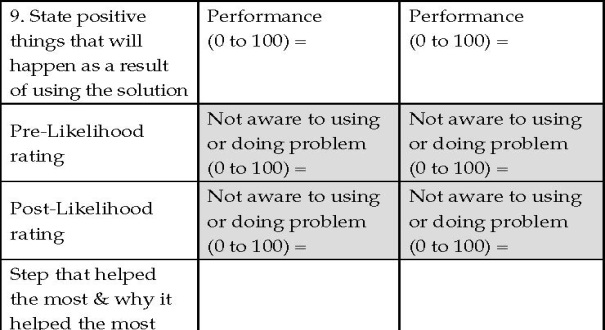 9. State positive
things that will
happen as a result
of using the solution
Performance
(0 to 100) =
Performance
(0 to 100) =
Pre-Likelihood
rating
Not aware to using
or doing problem
(0 to 100) =
Not aware to using
or doing problem
(0 to 100) =
Post-Likelihood
rating
Not aware to using
or doing problem
(0 to 100) =
Not aware to using
or doing problem
(0 to 100) =
Step that helped
the most & why it
helped the most